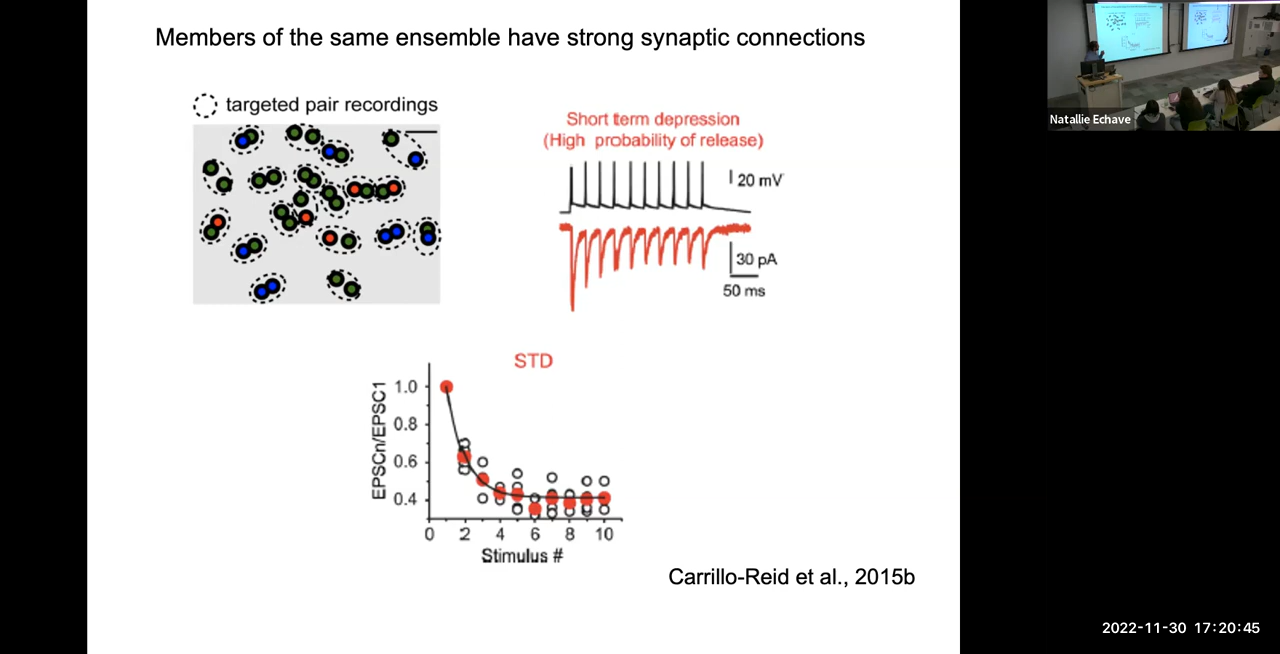 Members of the same ensemble have strong synaptic connections
targeted pair recordings
Short term depression
(High probability of release)
20 mV
30 pA
50 ms
STD
EPSCn/EPSC1
1.0
0.8
0.6
0.4
0 2 4 6 8 10
Stimulus #
Carrillo-Reid et al., 2015b
Natallie Echave
2022-11-30 17:20:45